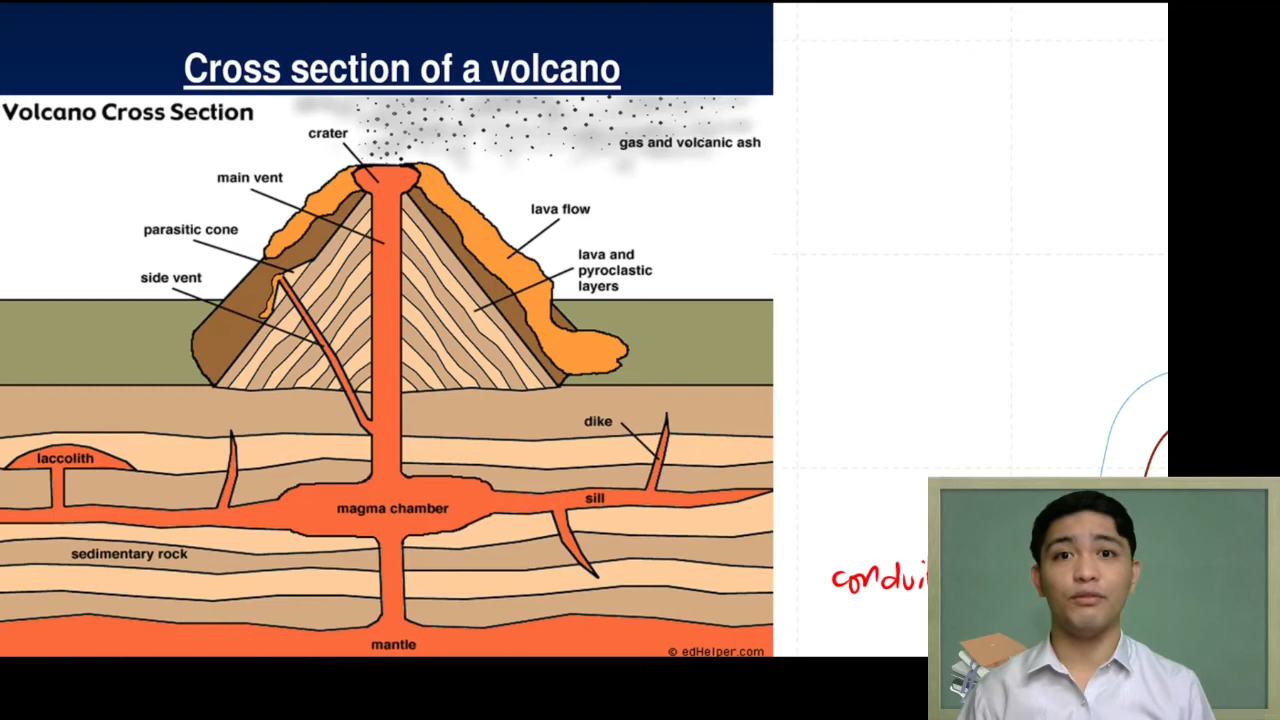 Cross section of a volcano
Volcano Cross Section
crater
gas and volcanic ash
main vent
lava flow
parasitic cone
lava and
pyroclastic
layers
side vent
dike
laccolith
sill
magma chamber
sedimentary rock
mantle
© edHelper.com